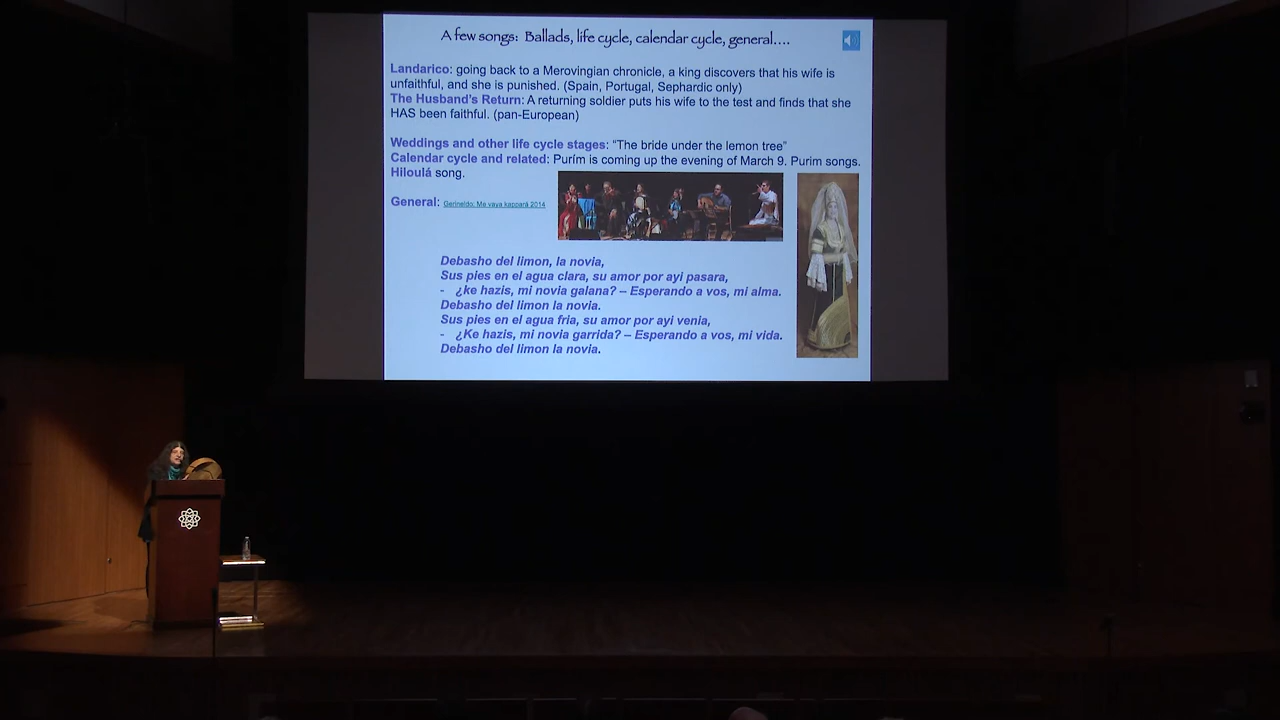 A few songs: Ballads, life cycle, calendar cycle, general….
Landarico: going back to a Merovingian chronicle, a king discovers that his wife is
unfaithful, and she is punished. (Spain, Portugal, Sephardic only)
The Husband's Return: A returning soldier puts his wife to the test and finds that she
HAS been faithful. (pan-European)
Weddings and other life cycle stages: "The bride under the lemon tree"
Calendar cycle and related: Purím is coming up the evening of March 9. Purim songs.
Hiloulá song.
General: Gerineldo: Me vaya kappará 2014
Debasho del limon, la novia,
Sus pies en el agua clara, su amor por ayi pasara,
- ¿ke hazis, mi novia galana? – Esperando a vos, mi alma.
Debasho del limon la novia.
Sus pies en el agua fria, su amor por ayi venia,
- ¿Ke hazis, mi novia garrida? – Esperando a vos, mi vida.
Debasho del limon la novia.